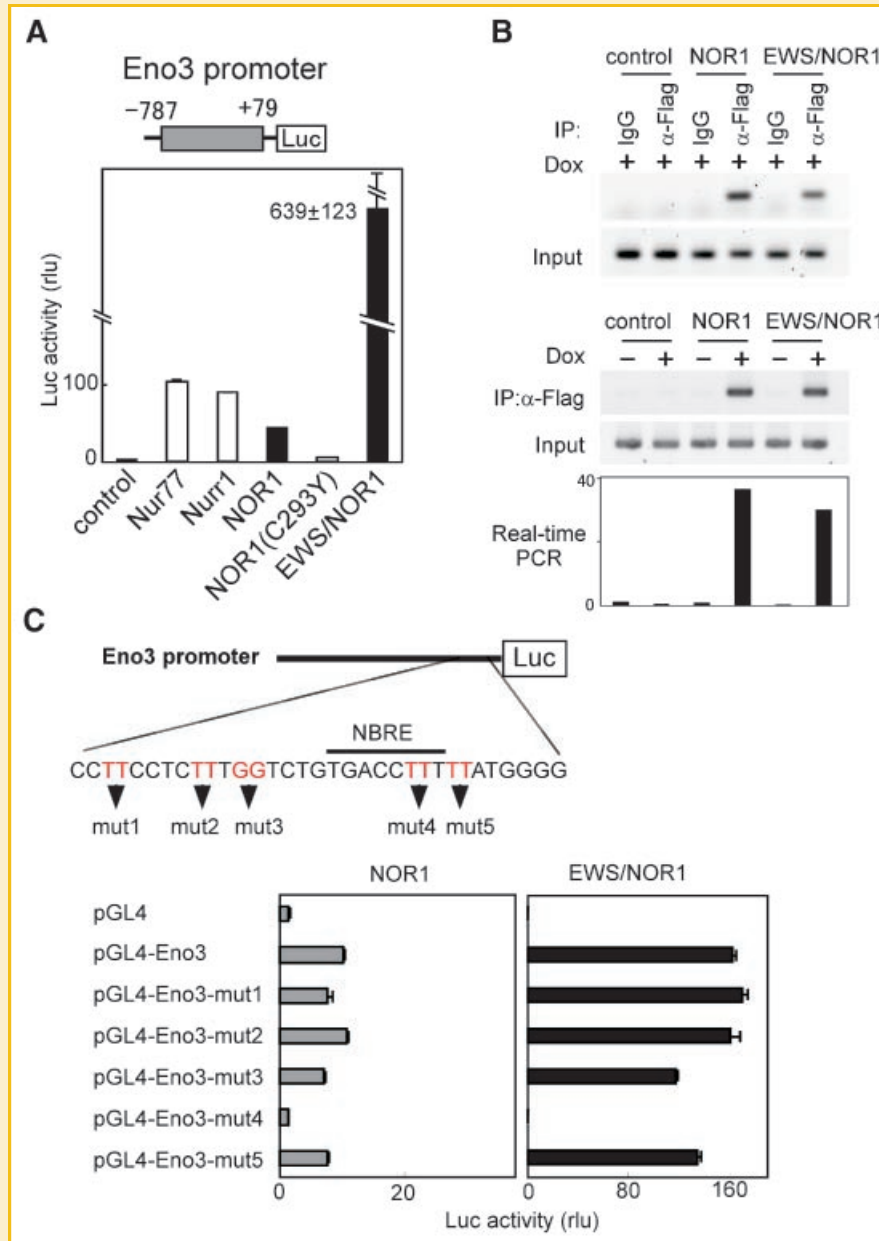 A
Eno3 promoter
−787 +79
Luc
639±123
Luc activity (rlu)
100
0
control
Nur77
Nurr1
NOR1
NOR1(C293Y)
EWS/NOR1
B
control NOR1 EWS/NOR1
IP: IgG α-Flag IgG α-Flag IgG α-Flag
Dox + + + + + +
Input
control NOR1 EWS/NOR1
Dox − + − + − +
IP:α-Flag
Input
40
Real-time
PCR
0
C
Eno3 promoter Luc
NBRE
CCTTCCTCTTTGGTCTGTGACCTTTTTATGGGG
mut1 mut2 mut3 mut4 mut5
NOR1 EWS/NOR1
pGL4
pGL4-Eno3
pGL4-Eno3-mut1
pGL4-Eno3-mut2
pGL4-Eno3-mut3
pGL4-Eno3-mut4
pGL4-Eno3-mut5
0 20 0 80 160
Luc activity (rlu)